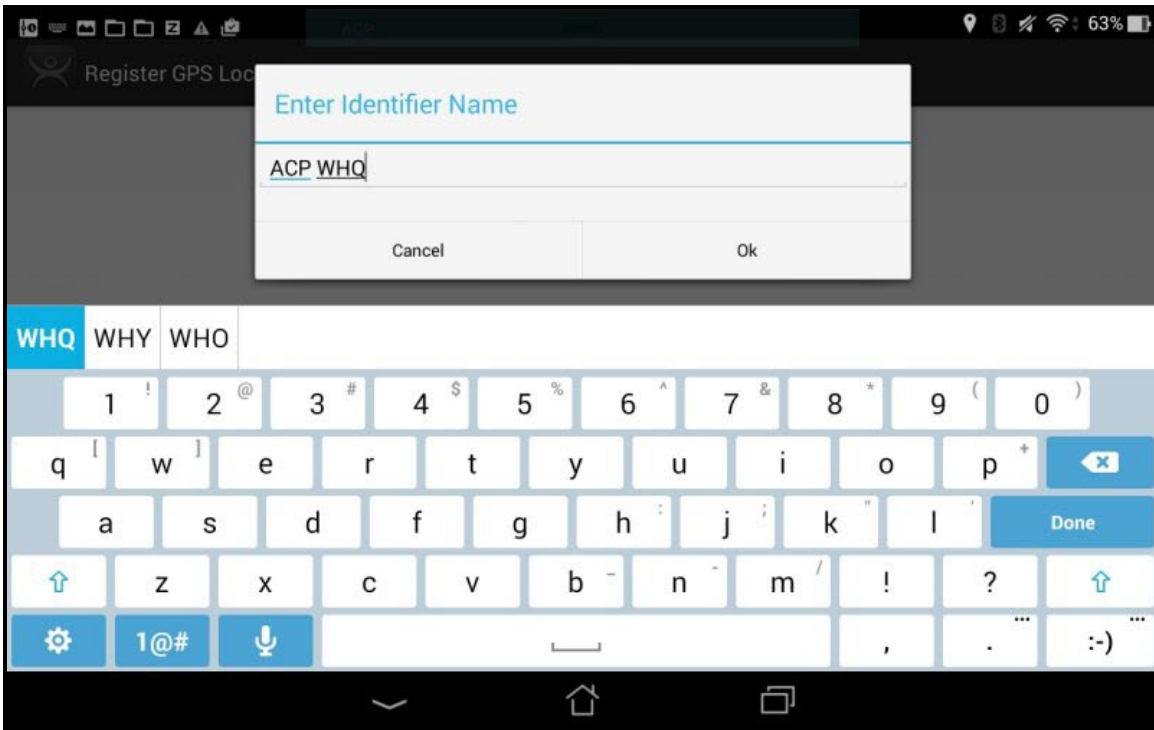 63%
Register GPS Loc
Enter Identifier Name
ACP WHQ
Cancel Ok
WHQ WHY WHO
1 ! 2 @ 3 # 4 $ 5 % 6 ^ 7 & 8 * 9 ( 0 )
q [ w ] e r t y u i o p +
a s d f g h : j ; k " l ' Done
z x c v b _ n - m / ! ?
1@# , . ... :-) ...